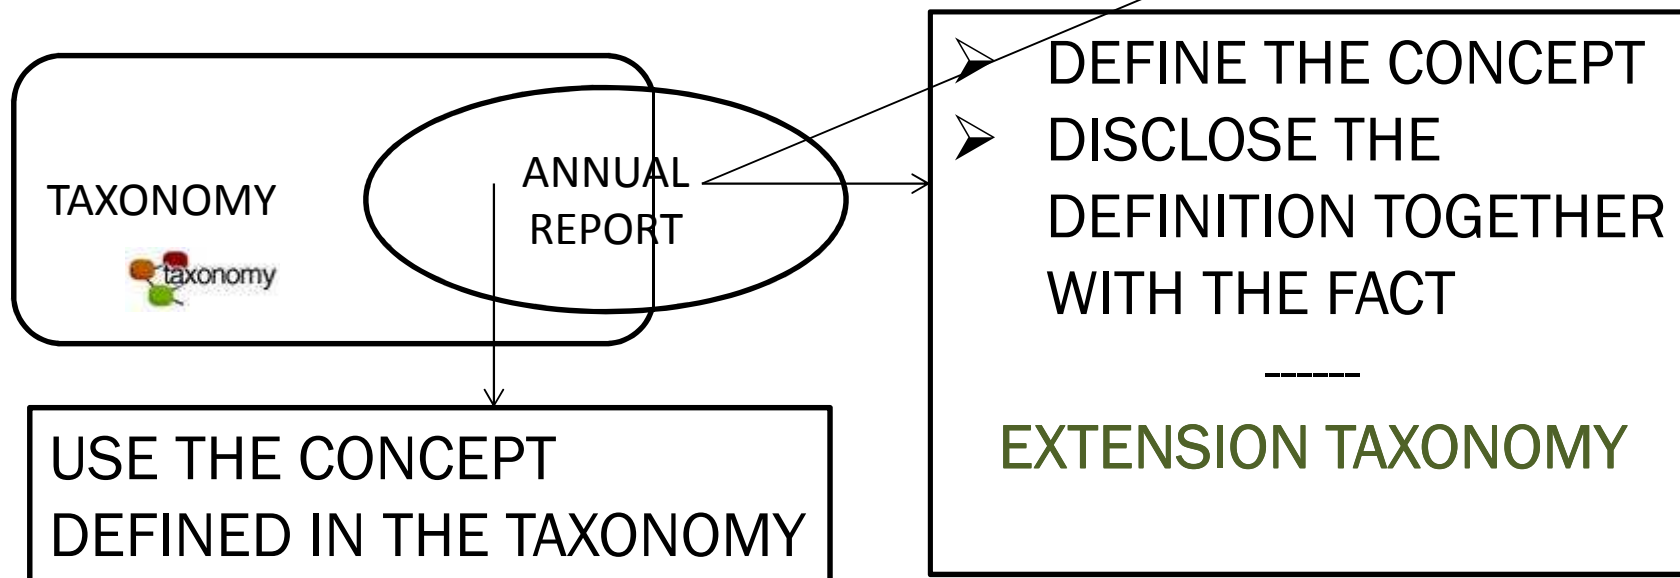 TAXONOMY
taxonomy
ANNUAL
REPORT
USE THE CONCEPT
DEFINED IN THE TAXONOMY
DEFINE THE CONCEPT
DISCLOSE THE
DEFINITION TOGETHER
WITH THE FACT
------
EXTENSION TAXONOMY